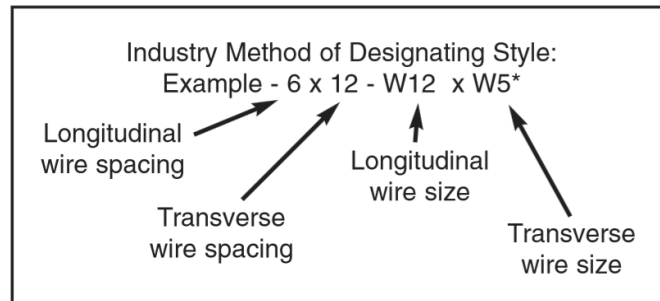 Industry Method of Designating Style:
Example - 6 x 12 - W12 x W5*
Longitudinal
wire spacing
Longitudinal
wire size
Transverse
wire spacing
Transverse
wire size